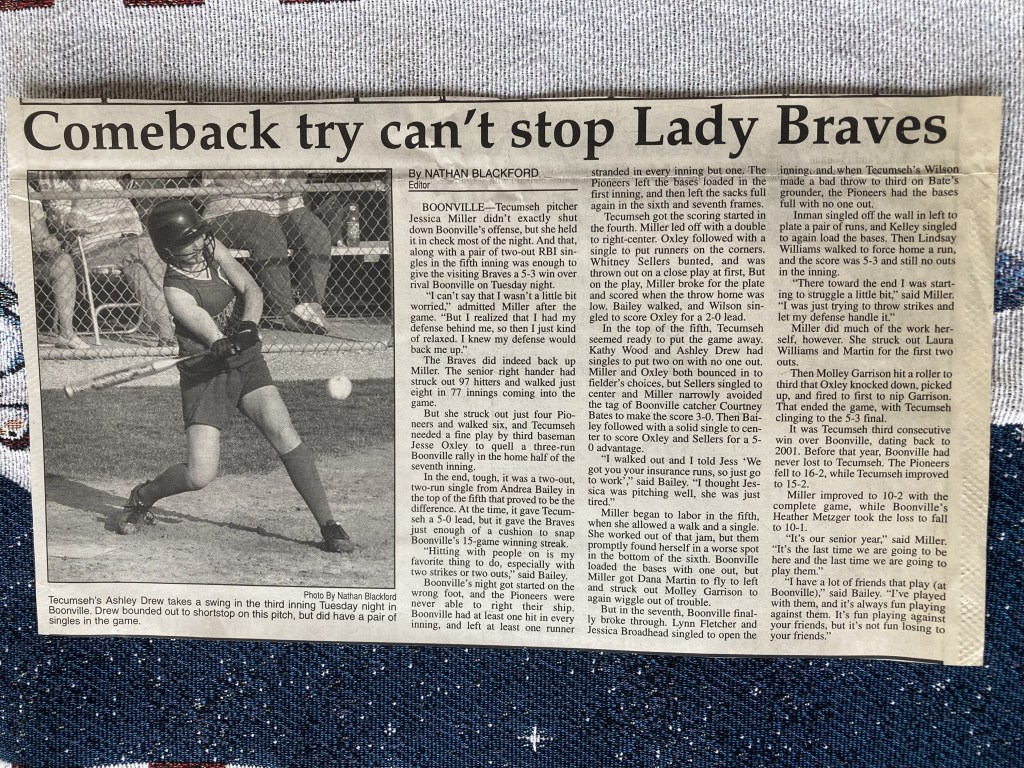 Comeback try can't stop Lady Braves
By NATHAN BLACKFORD
Editor
BOONVILLE—Tecumseh pitcher
Jessica Miller didn't exactly shut
down Boonville's offense, but she held
it in check most of the night. And that,
along with a pair of two-out RBI sin-
gles in the fifth inning was enough to
give the visiting Braves a 5-3 win over
rival Boonville on Tuesday night.
"I can't say that I wasn't a little bit
worried," admitted Miller after the
game. "But I realized that I had my
defense behind me, so then I just kind
of relaxed. I knew my defense would
back me up."
The Braves did indeed back up
Miller. The senior right hander had
struck out 97 hitters and walked just
eight in 77 innings coming into the
game.
But she struck out just four Pio-
neers and walked six, and Tecumseh
needed a fine play by third baseman
Jesse Oxley to quell a three-run
Boonville rally in the home half of the
seventh inning.
In the end, tough, it was a two-out,
two-run single from Andrea Bailey in
the top of the fifth that proved to be the
difference. At the time, it gave Tecum-
seh a 5-0 lead, but it gave the Braves
just enough of a cushion to snap
Boonville's 15-game winning streak.
"Hitting with people on is my
favorite thing to do, especially with
two strikes or two outs," said Bailey.
Boonville's night got started on the
wrong foot, and the Pioneers were
never able to right their ship.
Boonville had at least one hit in every
inning, and left at least one runner
stranded in every inning but one. The
Pioneers left the bases loaded in the
first inning, and then left the sacks full
again in the sixth and seventh frames.
Tecumseh got the scoring started in
the fourth. Miller led off with a double
to right-center. Oxley followed with a
single to put runners on the corners.
Whitney Sellers bunted, and was
thrown out on a close play at first, But
on the play, Miller broke for the plate
and scored when the throw home was
low. Bailey walked, and Wilson sin-
gled to score Oxley for a 2-0 lead.
In the top of the fifth, Tecumseh
seemed ready to put the game away.
Kathy Wood and Ashley Drew had
singles to put two on with no one out.
Miller and Oxley both bounced in to
fielder's choices, but Sellers singled to
center and Miller narrowly avoided
the tag of Boonville catcher Courtney
Bates to make the score 3-0. Then Bai-
ley followed with a solid single to cen-
ter to score Oxley and Sellers for a 5-
0 advantage.
"I walked out and I told Jess 'We
got you your insurance runs, so just go
to work'," said Bailey. "I thought Jes-
sica was pitching well, she was just
tired."
Miller began to labor in the fifth,
when she allowed a walk and a single.
She worked out of that jam, but them
promptly found herself in a worse spot
in the bottom of the sixth. Boonville
loaded the bases with one out, but
Miller got Dana Martin to fly to left
and struck out Molley Garrison to
again wiggle out of trouble.
But in the seventh, Boonville final-
ly broke through. Lynn Fletcher and
Jessica Broadhead singled to open the
inning, and when Tecumseh's Wilson
made a bad throw to third on Bate's
grounder, the Pioneers had the bases
full with no one out.
Inman singled off the wall in left to
plate a pair of runs, and Kelley singled
to again load the bases. Then Lindsay
Williams walked to force home a run,
and the score was 5-3 and still no outs
in the inning.
"There toward the end I was start-
ing to struggle a little bit," said Miller.
"I was just trying to throw strikes and
let my defense handle it."
Miller did much of the work her-
self, however. She struck out Laura
Williams and Martin for the first two
outs.
Then Molley Garrison hit a roller to
third that Oxley knocked down, picked
up, and fired to first to nip Garrison.
That ended the game, with Tecumseh
clinging to the 5-3 final.
It was Tecumseh third consecutive
win over Boonville, dating back to
2001. Before that year, Boonville had
never lost to Tecumseh. The Pioneers
fell to 16-2, while Tecumseh improved
to 15-2.
Miller improved to 10-2 with the
complete game, while Boonville's
Heather Metzger took the loss to fall
to 10-1.
"It's our senior year," said Miller.
"It's the last time we are going to be
here and the last time we are going to
play them."
"I have a lot of friends that play (at
Boonville)," said Bailey. "I've played
with them, and it's always fun playing
against them. It's fun playing against
your friends, but it's not fun losing to
your friends."
Photo By Nathan Blackford
Tecumseh's Ashley Drew takes a swing in the third inning Tuesday night in
Boonville. Drew bounded out to shortstop on this pitch, but did have a pair of
singles in the game.